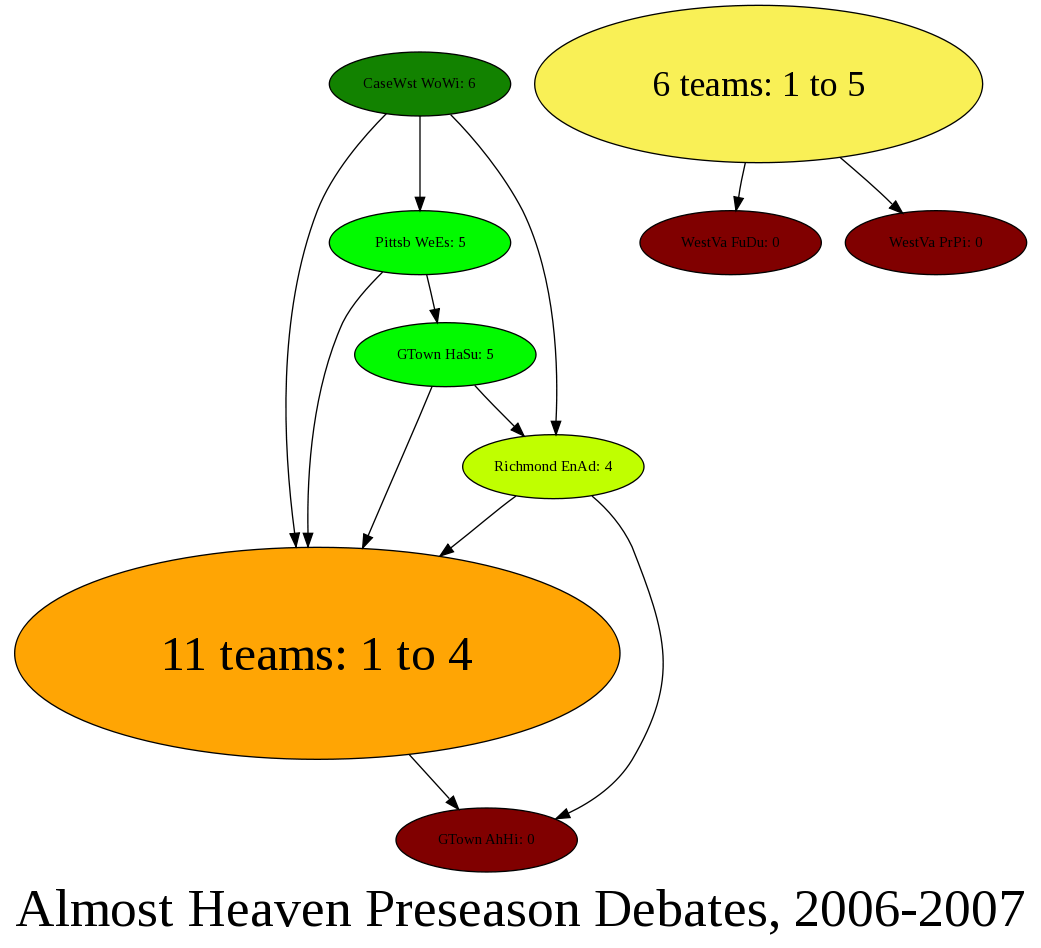 CaseWst WoWi: 6
6 teams: 1 to 5
Pittsb WeEs: 5
WestVa FuDu: 0
WestVa PrPi: 0
GTown HaSu: 5
Richmond EnAd: 4
11 teams: 1 to 4
GTown AhHi: 0
Almost Heaven Preseason Debates, 2006-2007